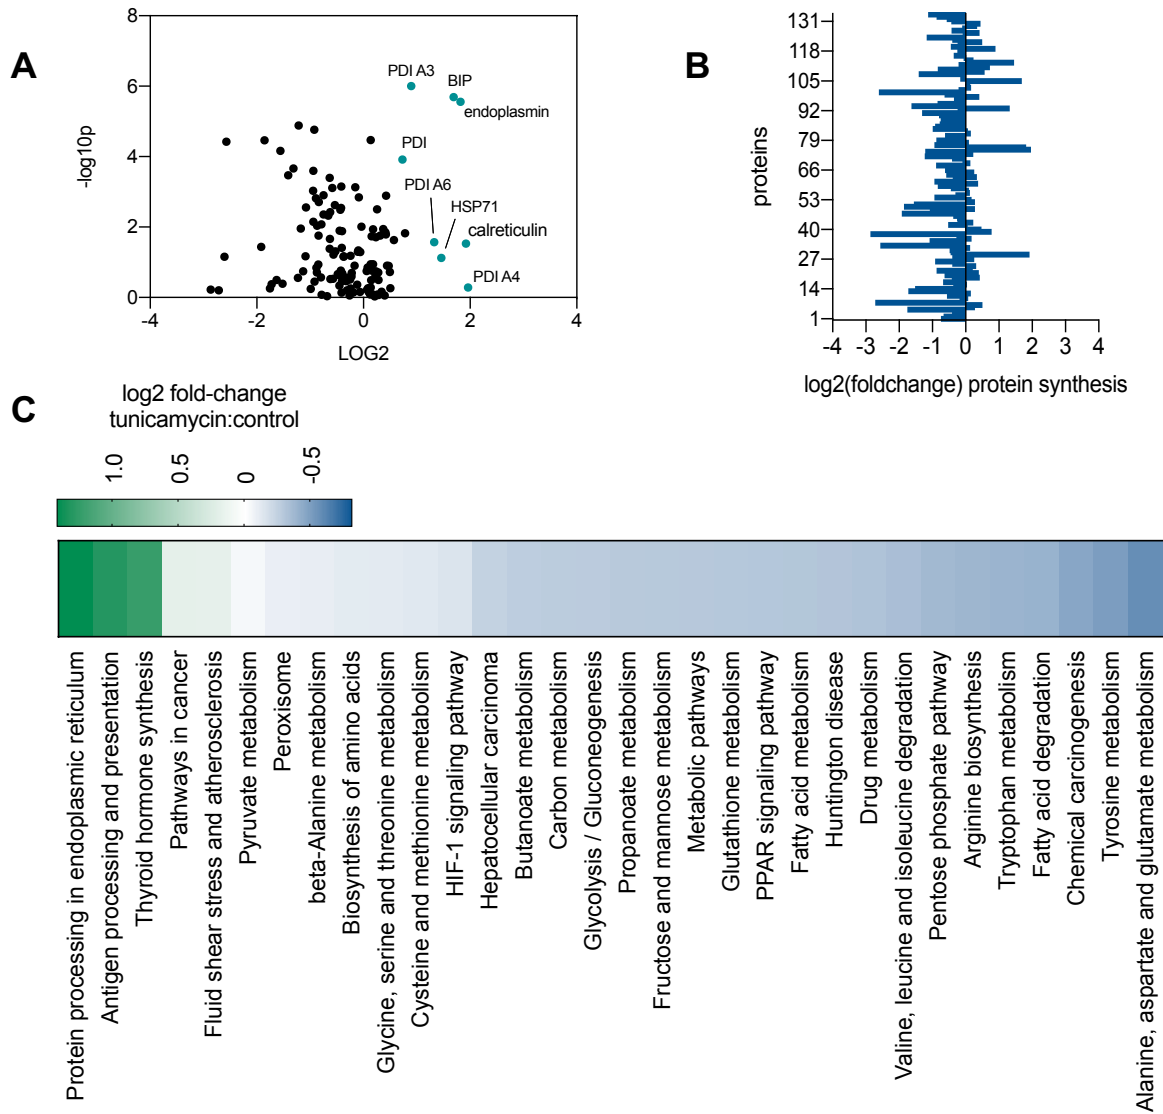 A
8
6
4
2
0
-log10p
-4
-2
0
2
4
LOG2
PDI A3
BIP
endoplasmin
PDI
PDI A6
HSP71
calreticulin
PDI A4
B
131
118
105
92
79
66
53
40
27
14
1
proteins
-4
-3
-2
-1
0
1
2
3
4
log2(foldchange) protein synthesis
C
log2 fold-change
tunicamycin:control
1.0
0.5
0
-0.5
Protein processing in endoplasmic reticulum
Antigen processing and presentation
Thyroid hormone synthesis
Pathways in cancer
Fluid shear stress and atherosclerosis
Pyruvate metabolism
Peroxisome
beta-Alanine metabolism
Biosynthesis of amino acids
Glycine, serine and threonine metabolism
Cysteine and methionine metabolism
HIF-1 signaling pathway
Hepatocellular carcinoma
Butanoate metabolism
Carbon metabolism
Glycolysis / Gluconeogenesis
Propanoate metabolism
Fructose and mannose metabolism
Metabolic pathways
Glutathione metabolism
PPAR signaling pathway
Fatty acid metabolism
Huntington disease
Drug metabolism
Valine, leucine and isoleucine degradation
Pentose phosphate pathway
Arginine biosynthesis
Tryptophan metabolism
Fatty acid degradation
Chemical carcinogenesis
Tyrosine metabolism
Alanine, aspartate and glutamate metabolism